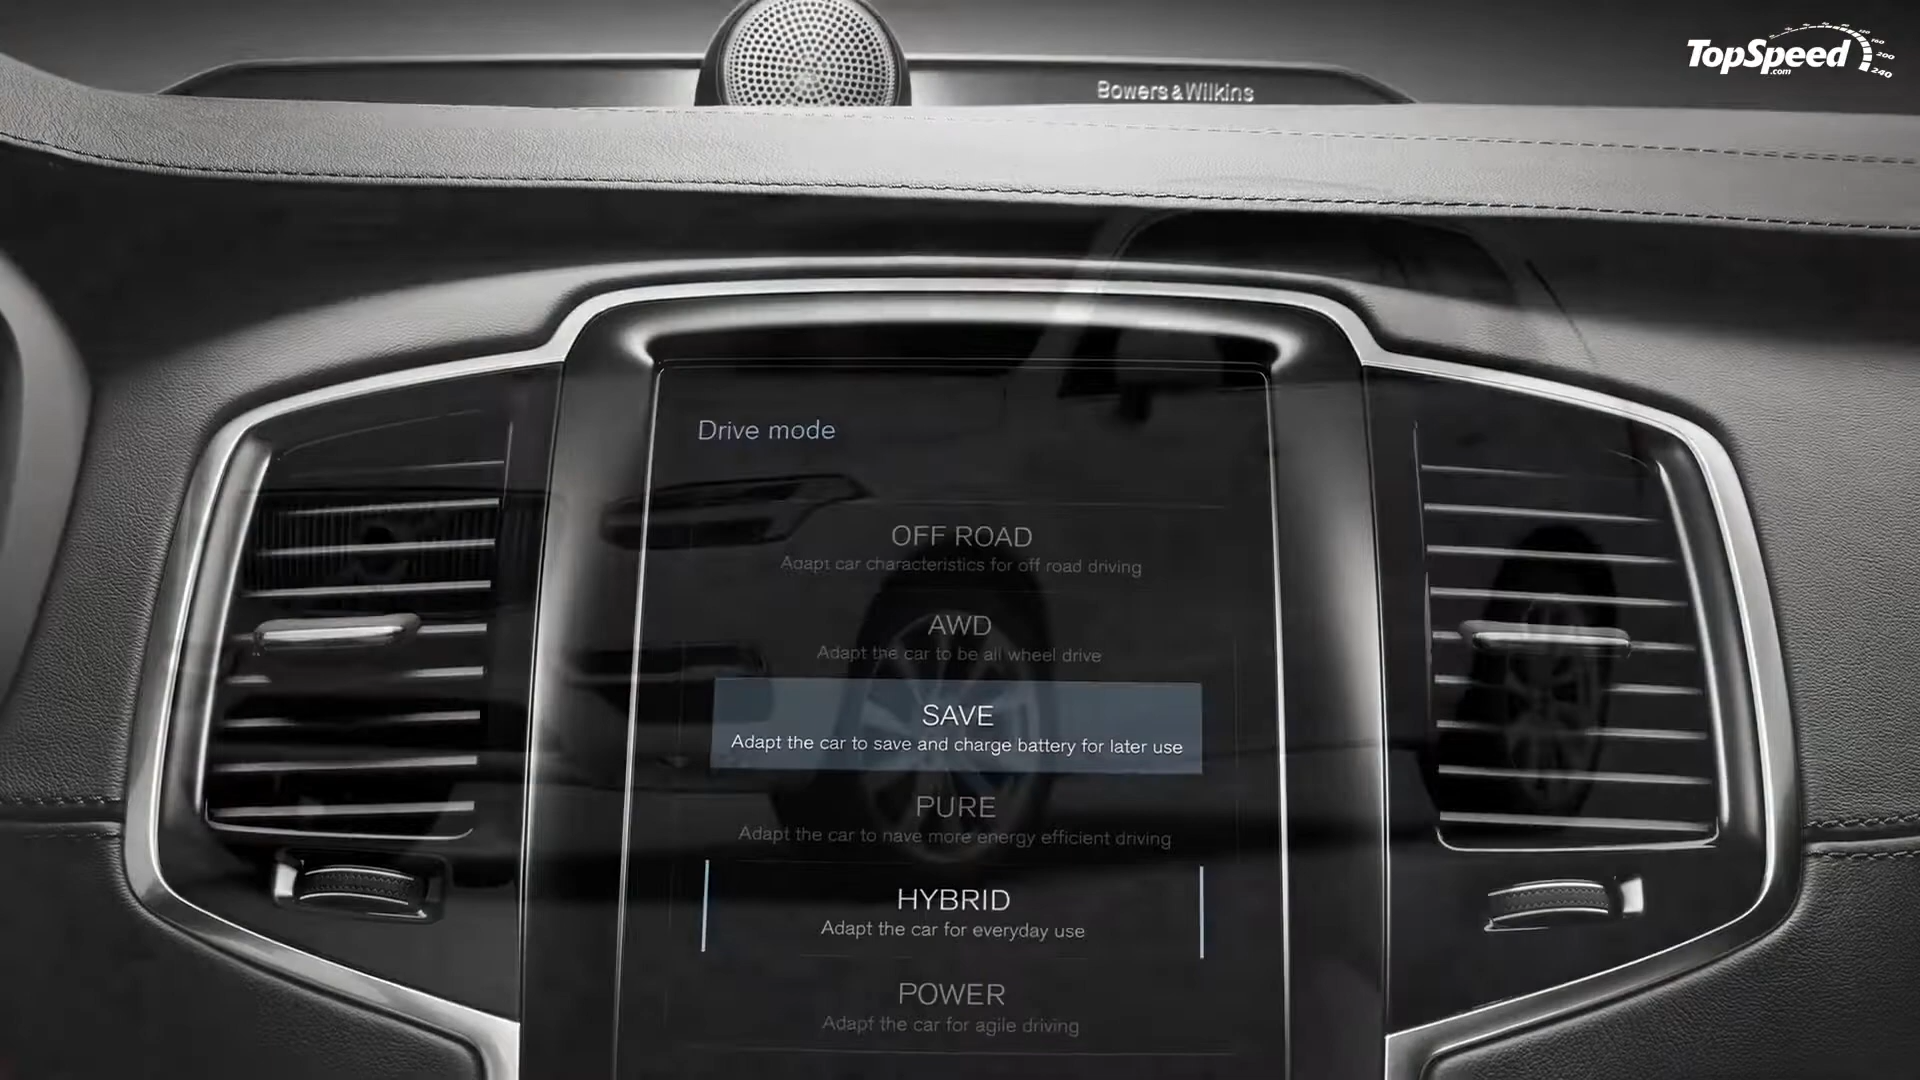 TopSpeed
.com
160
200
240
Bowers & Wilkins
Drive mode
OFF ROAD
Adapt car characteristics for off road driving
AWD
Adapt the car to be all wheel drive
SAVE
Adapt the car to save and charge battery for later use
PURE
Adapt the car to have more energy efficient driving
HYBRID
Adapt the car for everyday use
POWER
Adapt the car for agile driving